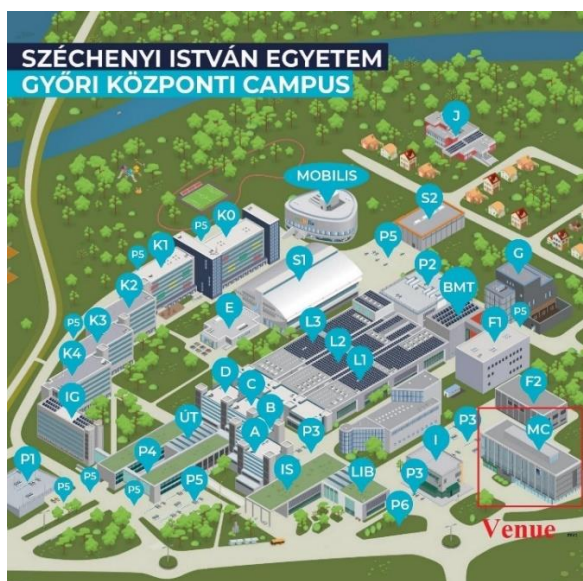 SZÉCHENYI ISTVÁN EGYETEM
GYŐRI KÖZPONTI CAMPUS
J
MOBILIS
S2
K0
P5
K1
P5
P5
S1
P2
G
K2
BMT
P5
E
L3
F1
P5
K3
L2
K4
L1
D
C
F2
IG
B
ÚT
A
P3
I
P3
MC
P1
P4
IS
LIB
P3
P5
P5
P5
P5
P6
Venue